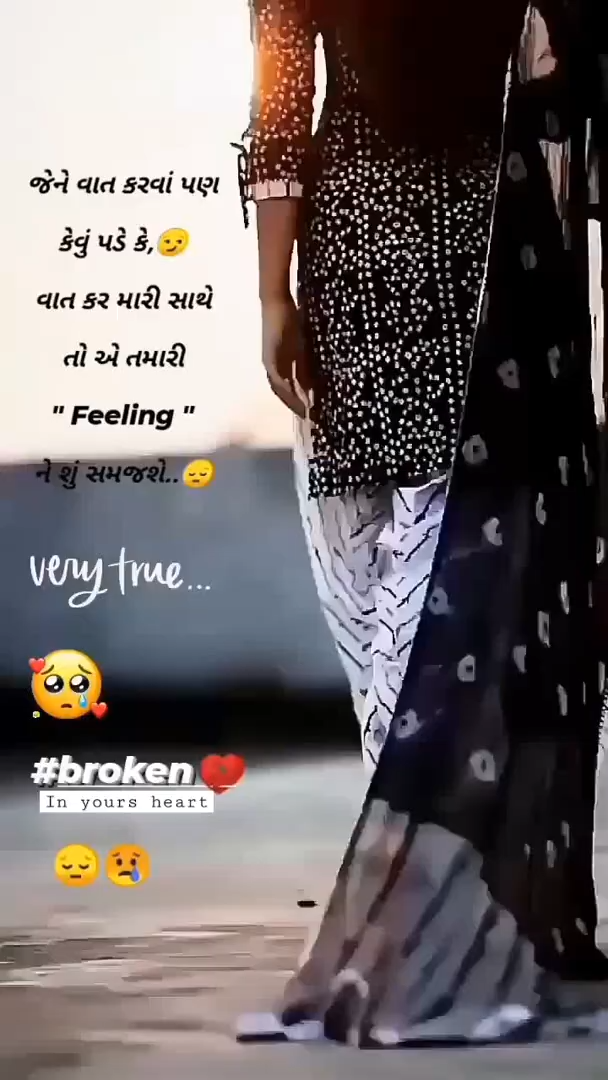 જેને વાત કરવાં પણ
કેવું પડે કે,😏
વાત કર મારી સાથે
તો એ તમારી
" Feeling "
ને શું સમજશે..😔
very true...
#broken
In yours heart